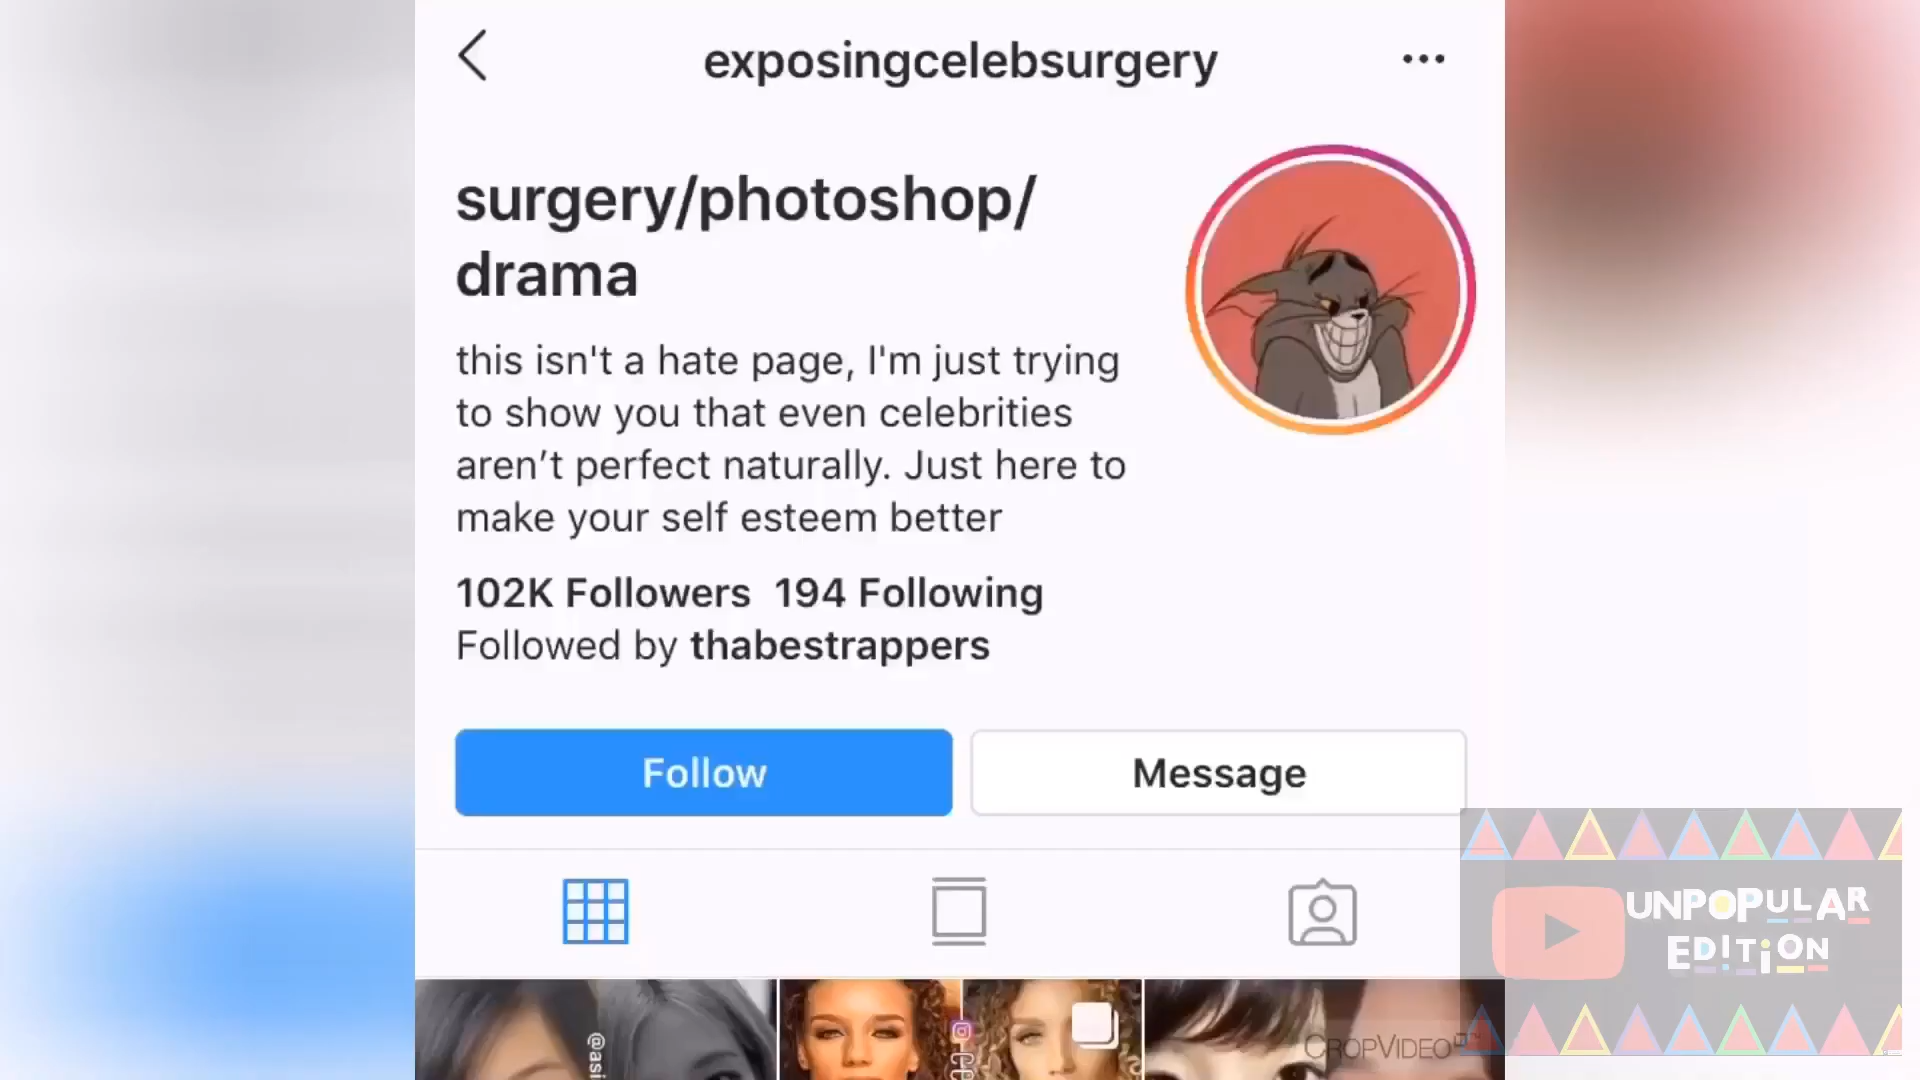 exposingcelebsurgery
surgery/photoshop/
drama
this isn't a hate page, I'm just trying
to show you that even celebrities
aren’t perfect naturally. Just here to
make your self esteem better
102K Followers 194 Following
Followed by thabestrappers
Follow
Message
UNPOPULAR
EDITION
@asi
CROPVIDEO